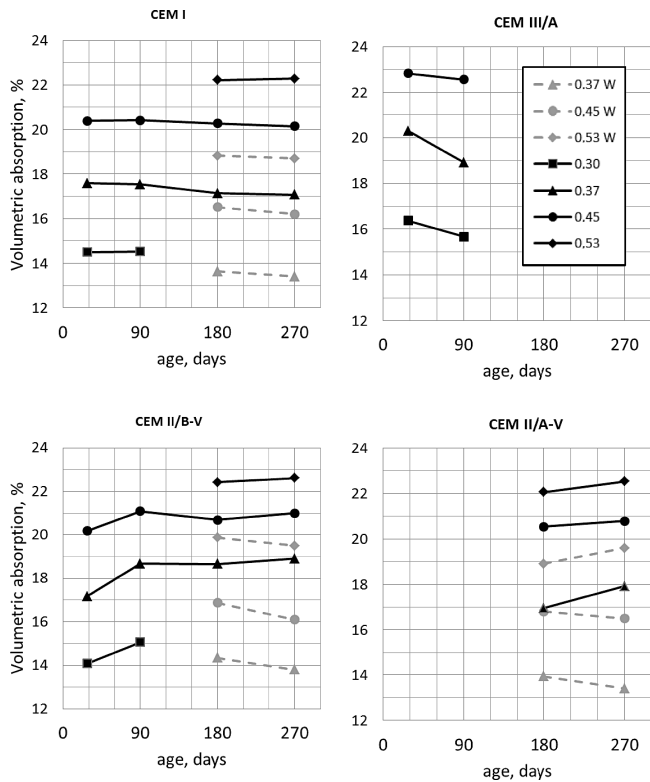 CEM I
Volumetric absorption, %
24
22
20
18
16
14
12
0 90 180 270
age, days
CEM III/A
24
22
20
18
16
14
12
0 90 180 270
age, days
0.37 W
0.45 W
0.53 W
0.30
0.37
0.45
0,53
CEM II/B-V
Volumetric absorption, %
24
22
20
18
16
14
12
0 90 180 270
age, days
CEM II/A-V
24
22
20
18
16
14
12
0 90 180 270
age, days